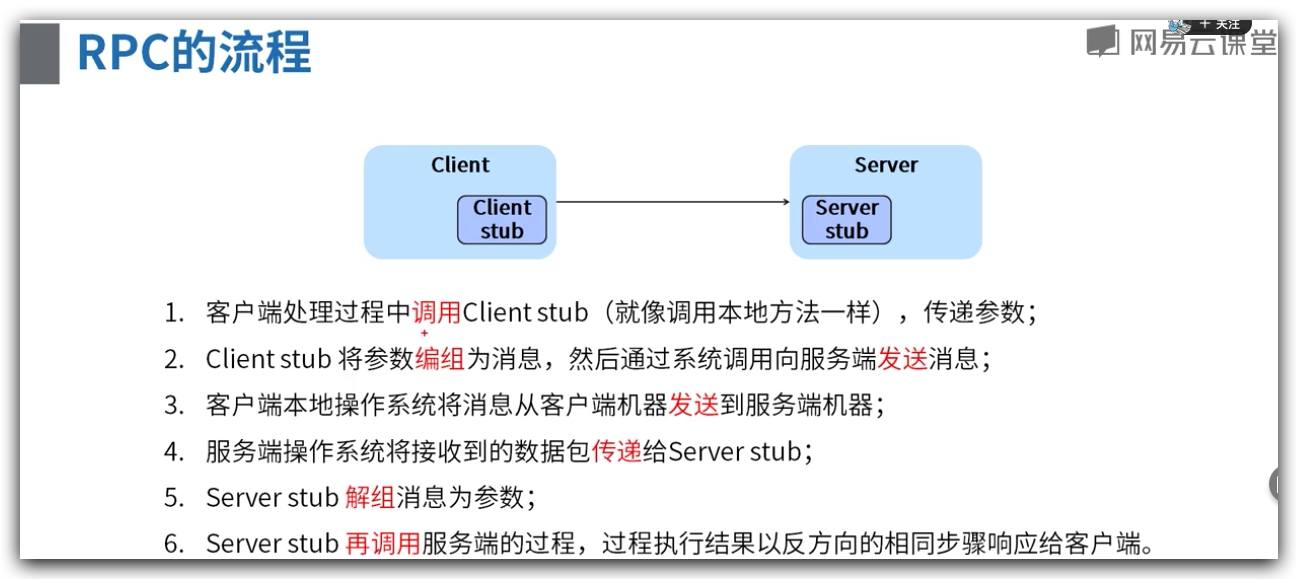 RPC的流程
+ 关注
网易云课堂
Client
Server
Client
stub
Server
stub
1. 客户端处理过程中调用Client stub（就像调用本地方法一样），传递参数；
2. Client stub 将参数编组为消息，然后通过系统调用向服务端发送消息；
3. 客户端本地操作系统将消息从客户端机器发送到服务端机器；
4. 服务端操作系统将接收到的数据包传递给Server stub；
5. Server stub 解组消息为参数；
6. Server stub 再调用服务端的过程，过程执行结果以反方向的相同步骤响应给客户端。